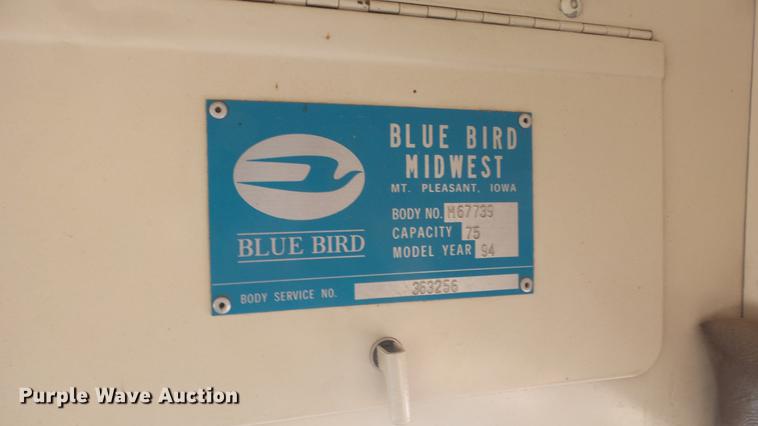 BLUE BIRD
MIDWEST
MT. PLEASANT, IOWA
BODY NO. M67739
CAPACITY 75
MODEL YEAR 94
BLUE BIRD
BODY SERVICE NO. 363256
Purple Wave Auction®